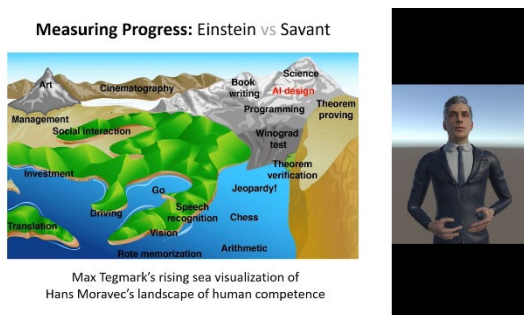 Measuring Progress: Einstein vs Savant
Science
Art
Cinematography
Book
writing
AI design
Programming
Theorem
proving
Management
Social interaction
Winograd
test
Theorem
verification
Investment
Go
Jeopardy!
Driving
Speech
recognition
Chess
Translation
Vision
Rote memorization
Arithmetic
Max Tegmark's rising sea visualization of
Hans Moravec's landscape of human competence